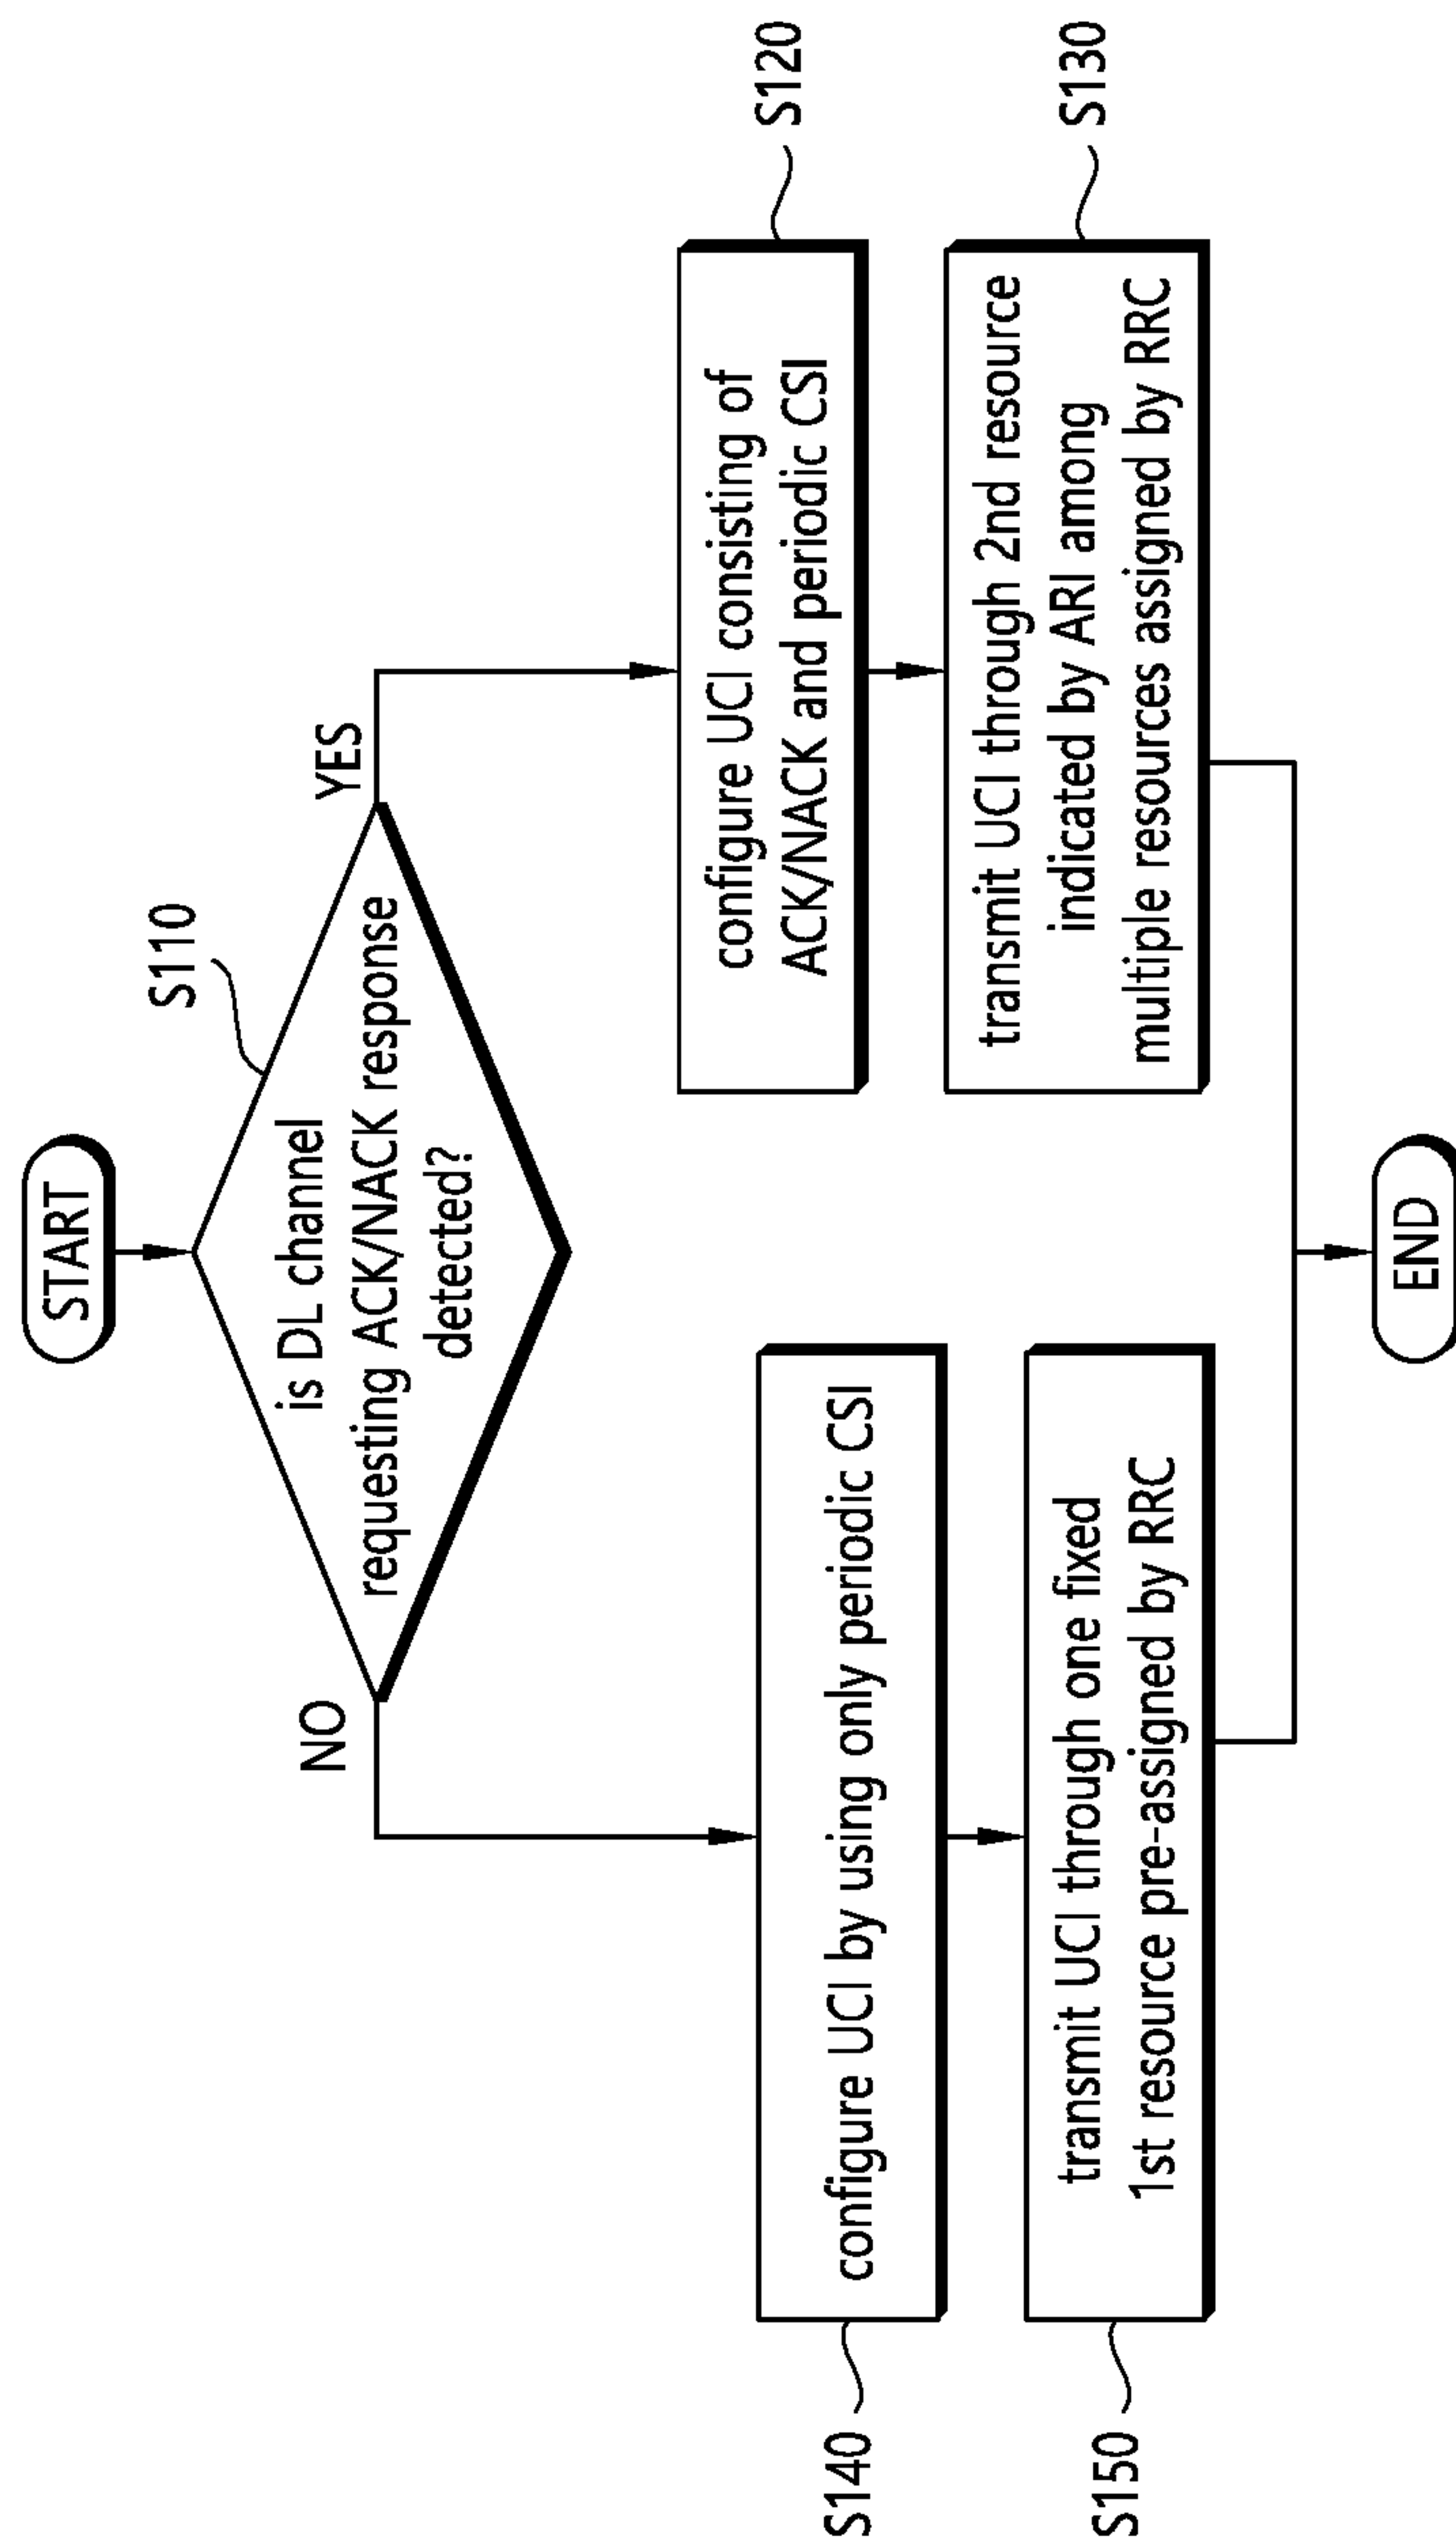 START
S110
is DL channel
requesting ACK/NACK response
detected?
NO
YES
configure UCI by using only periodic CSI
S140
transmit UCI through one fixed
1st resource pre-assigned by RRC
S150
configure UCI consisting of
ACK/NACK and periodic CSI
S120
transmit UCI through 2nd resource
indicated by ARI among
multiple resources assigned by RRC
S130
END